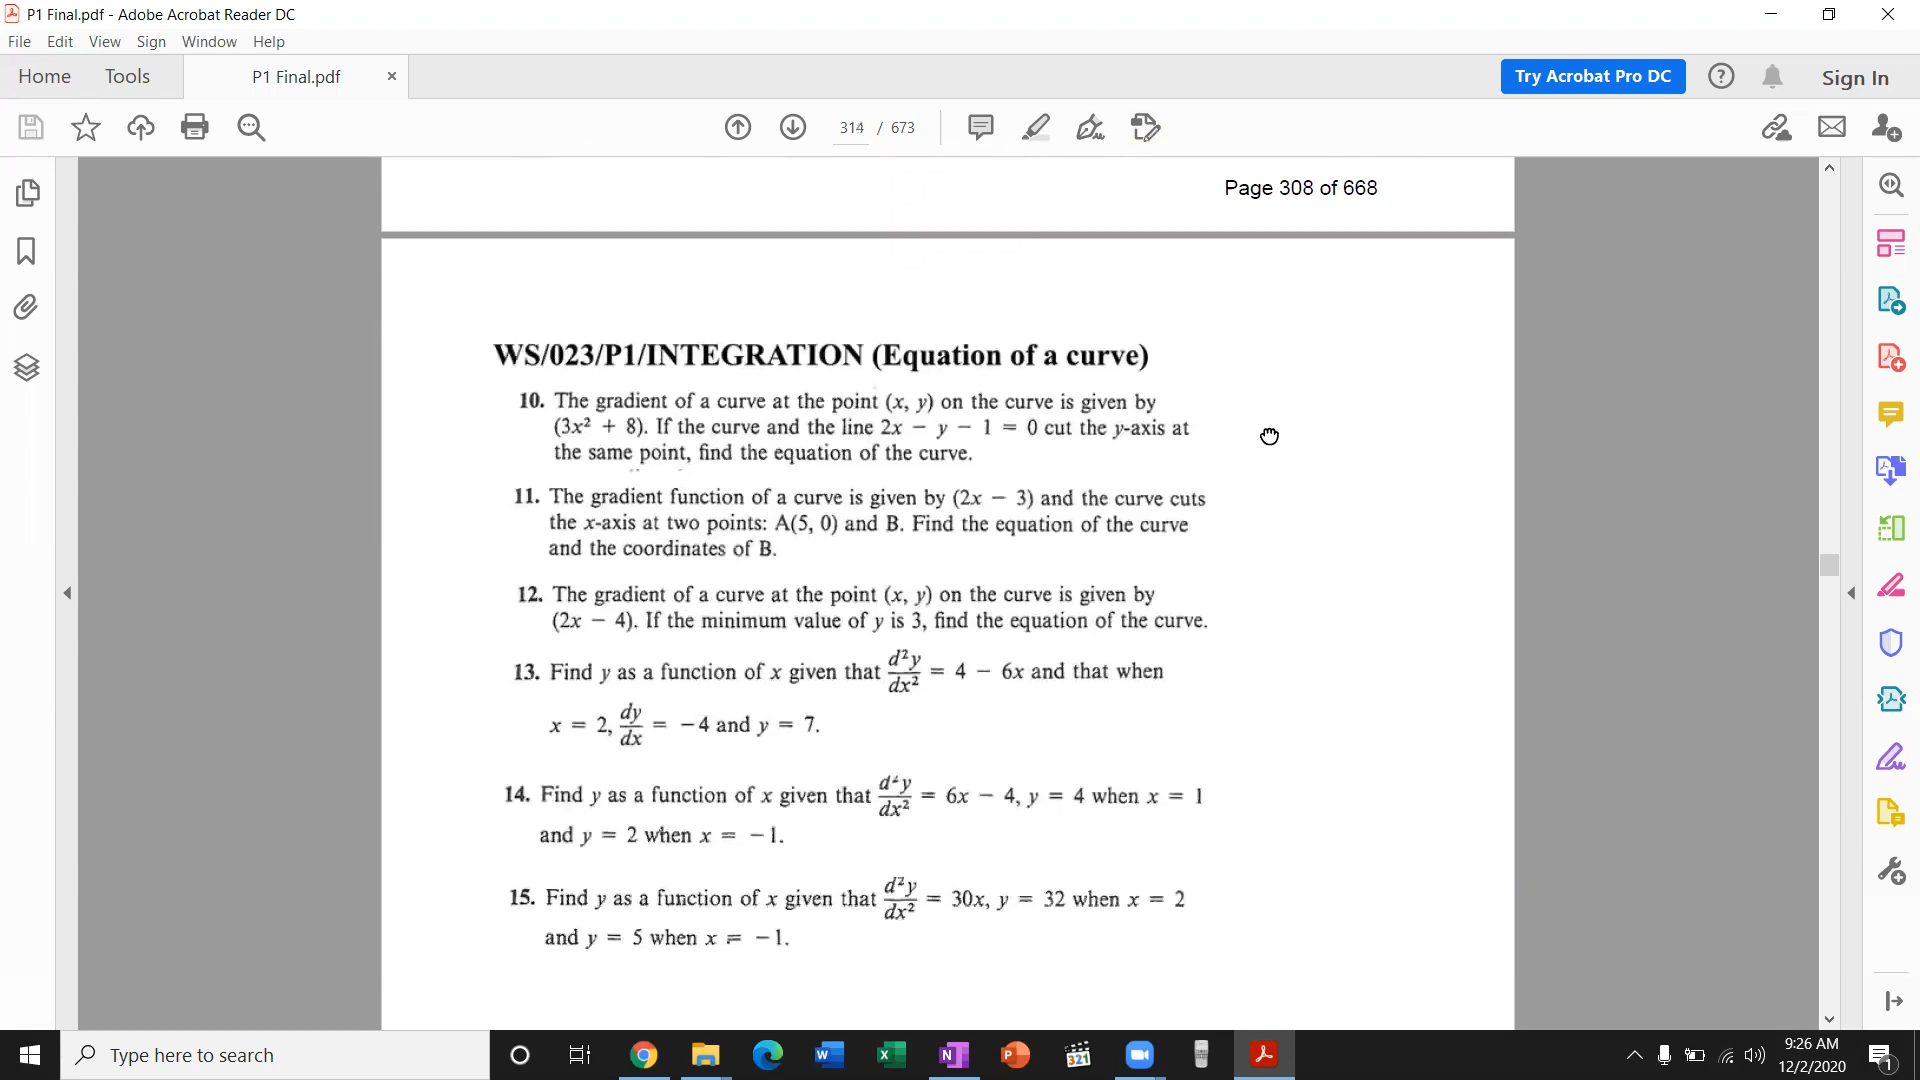 P1 Final.pdf - Adobe Acrobat Reader DC
File Edit View Sign Window Help
Home Tools P1 Final.pdf × Try Acrobat Pro DC ? Sign In
314 / 673
Page 308 of 668
WS/023/P1/INTEGRATION (Equation of a curve)
10. The gradient of a curve at the point (x, y) on the curve is given by
(3x² + 8). If the curve and the line 2x − y − 1 = 0 cut the y-axis at
the same point, find the equation of the curve.
11. The gradient function of a curve is given by (2x − 3) and the curve cuts
the x-axis at two points: A(5, 0) and B. Find the equation of the curve
and the coordinates of B.
12. The gradient of a curve at the point (x, y) on the curve is given by
(2x − 4). If the minimum value of y is 3, find the equation of the curve.
13. Find y as a function of x given that d²y/dx² = 4 − 6x and that when
x = 2, dy/dx = −4 and y = 7.
14. Find y as a function of x given that d²y/dx² = 6x − 4, y = 4 when x = 1
and y = 2 when x = −1.
15. Find y as a function of x given that d²y/dx² = 30x, y = 32 when x = 2
and y = 5 when x = −1.
Type here to search
9:26 AM
12/2/2020
1